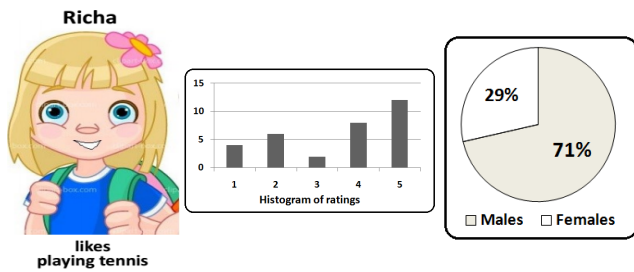 Richa
likes
playing tennis
15
10
5
0
1 2 3 4 5
Histogram of ratings
29%
71%
Males Females